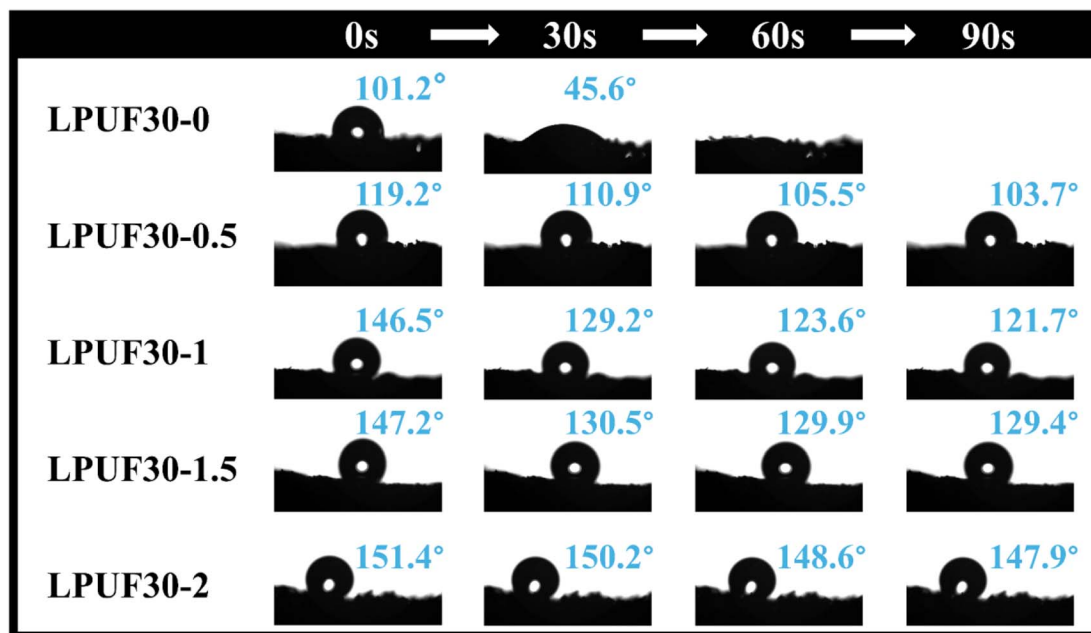 0s 30s 60s 90s
LPUF30-0 101.2° 45.6°
LPUF30-0.5 119.2° 110.9° 105.5° 103.7°
LPUF30-1 146.5° 129.2° 123.6° 121.7°
LPUF30-1.5 147.2° 130.5° 129.9° 129.4°
LPUF30-2 151.4° 150.2° 148.6° 147.9°